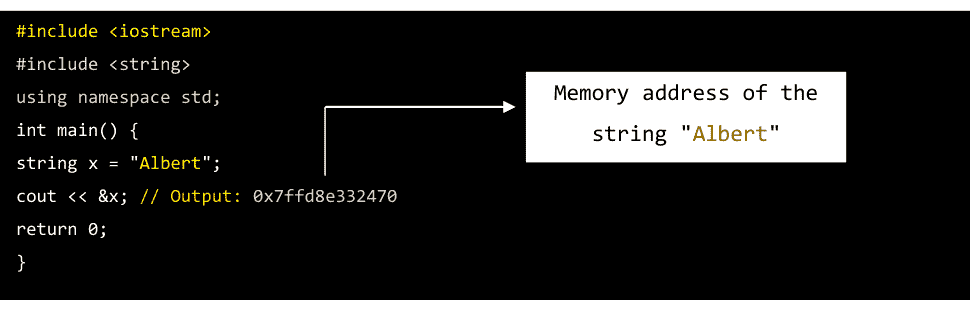 #include <iostream>
#include <string>
using namespace std;
int main() {
string x = "Albert";
cout << &x; // Output: 0x7ffd8e332470
return 0;
}
Memory address of the
string "Albert"